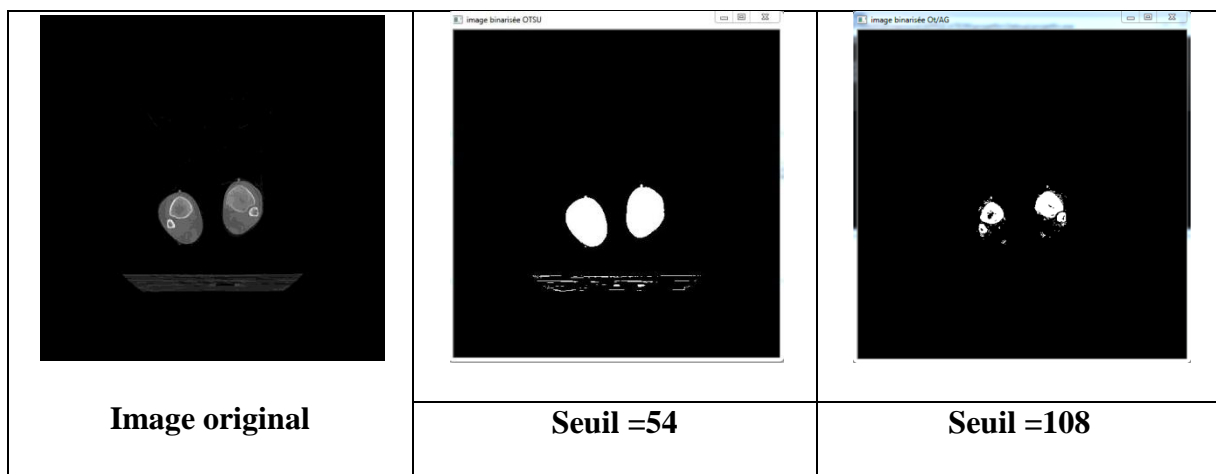 image binarisée OTSU
image binarisée Ot/AG
Image original
Seuil =54
Seuil =108